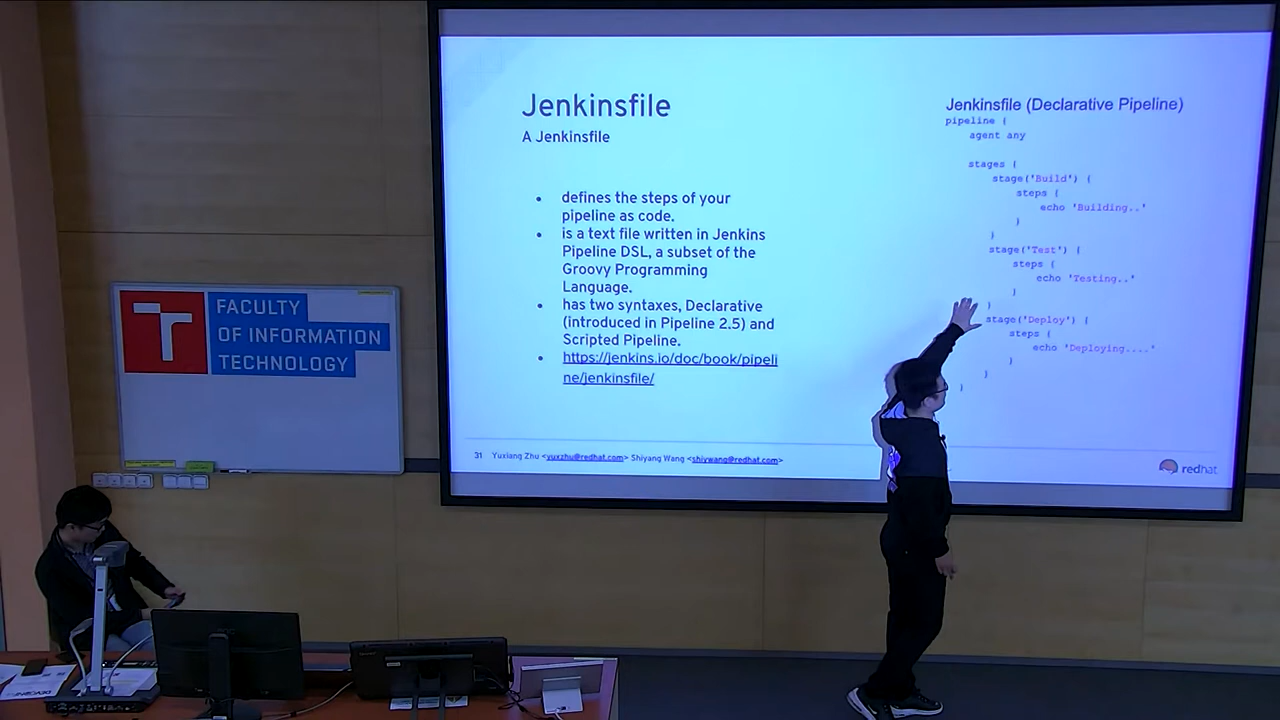 Jenkinsfile
A Jenkinsfile
• defines the steps of your
pipeline as code.
• is a text file written in Jenkins
Pipeline DSL, a subset of the
Groovy Programming
Language.
• has two syntaxes, Declarative
(introduced in Pipeline 2.5) and
Scripted Pipeline.
• https://jenkins.io/doc/book/pipeli
ne/jenkinsfile/
Jenkinsfile (Declarative Pipeline)
pipeline {
agent any
stages {
stage('Build') {
steps {
echo 'Building..'
}
}
stage('Test') {
steps {
echo 'Testing..'
}
}
stage('Deploy') {
steps {
echo 'Deploying....'
}
}
}
31 Yuxiang Zhu <yuxzhu@redhat.com> Shiyang Wang <shiywang@redhat.com>
redhat
FACULTY
OF INFORMATION
TECHNOLOGY